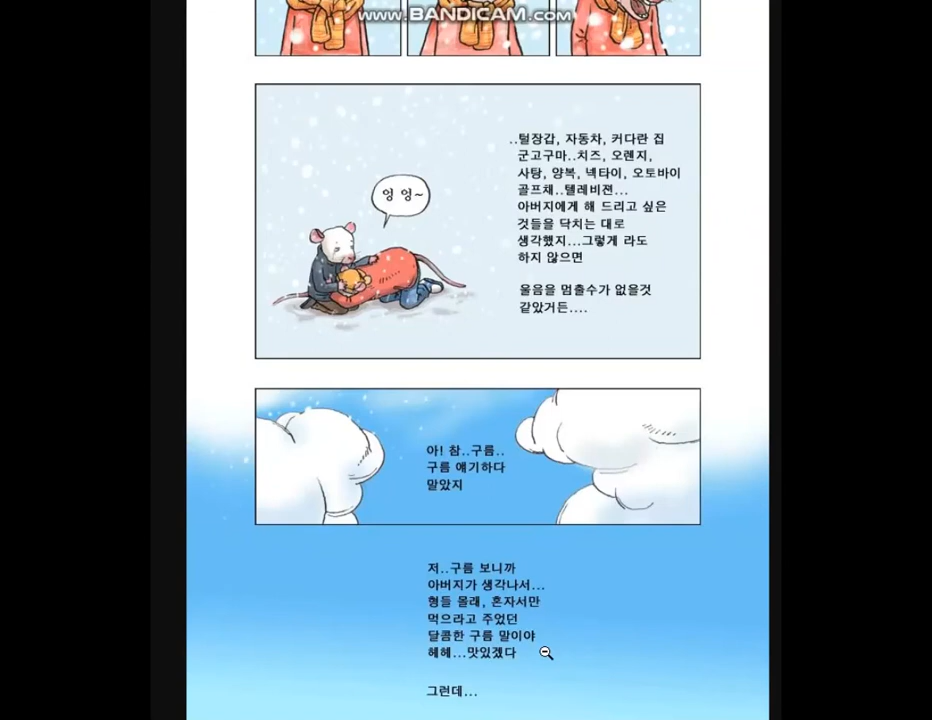 www.BANDICAM.com
..털장갑, 자동차, 커다란 집
군고구마..치즈, 오렌지,
사탕, 양복, 넥타이, 오토바이
골프채..텔레비젼...
아버지에게 해 드리고 싶은
것들을 닥치는 대로
생각했지...그렇게 라도
하지 않으면
울음을 멈출수가 없을것
같았거든....
엉 엉~
아! 참..구름..
구름 얘기하다
말았지
저..구름 보니까
아버지가 생각나서...
형들 몰래, 혼자서만
먹으라고 주었던
달콤한 구름 말이야
헤헤...맛있겠다
그런데...